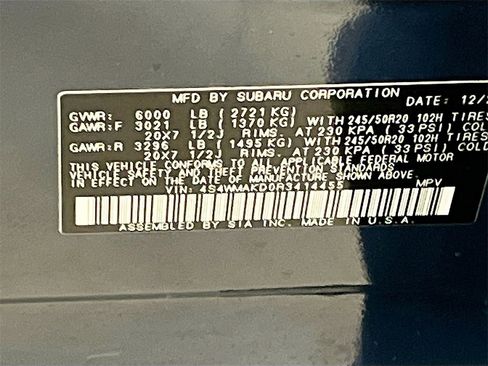 MFD BY SUBARU CORPORATION
DATE: 12/
GVWR: 6000 LB (2721 KG)
GAWR:F 3021 LB (1370 KG) WITH 245/50R20 102H TIRES
20X7 1/2J RIMS. AT 230 KPA (33 PSI) COLD
GAWR:R 3296 LB (1495 KG) WITH 245/50R20 102H TIRES
20X7 1/2J RIMS. AT 230 KPA (33 PSI) COLD
THIS VEHICLE CONFORMS TO ALL APPLICABLE FEDERAL MOTOR
VEHICLE SAFETY AND THEFT PREVENTION STANDARDS
IN EFFECT ON THE DATE OF MANUFACTURE SHOWN ABOVE.
VIN: 4S4WMAKD0R3414455 MPV
ASSEMBLED BY SIA INC. MADE IN U.S.A.